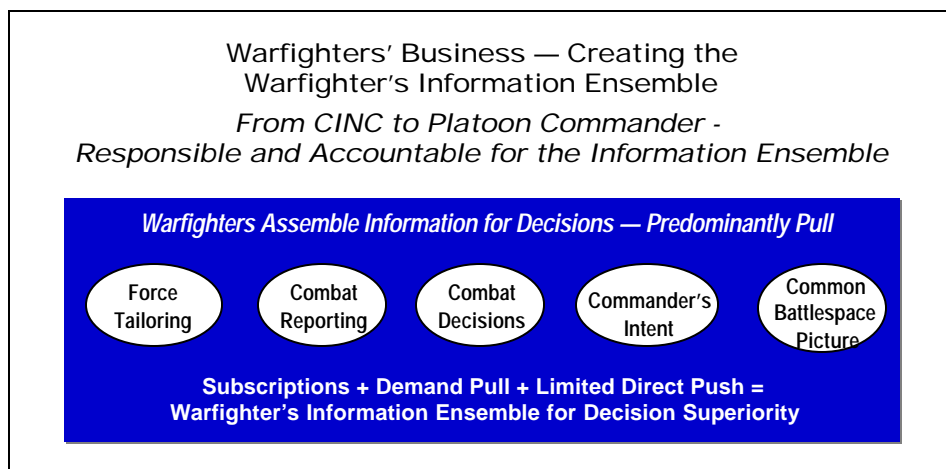 Warfighters' Business — Creating the
Warfighter's Information Ensemble
From CINC to Platoon Commander -
Responsible and Accountable for the Information Ensemble
Warfighters Assemble Information for Decisions — Predominantly Pull
Force
Tailoring
Combat
Reporting
Combat
Decisions
Commander's
Intent
Common
Battlespace
Picture
Subscriptions + Demand Pull + Limited Direct Push =
Warfighter's Information Ensemble for Decision Superiority